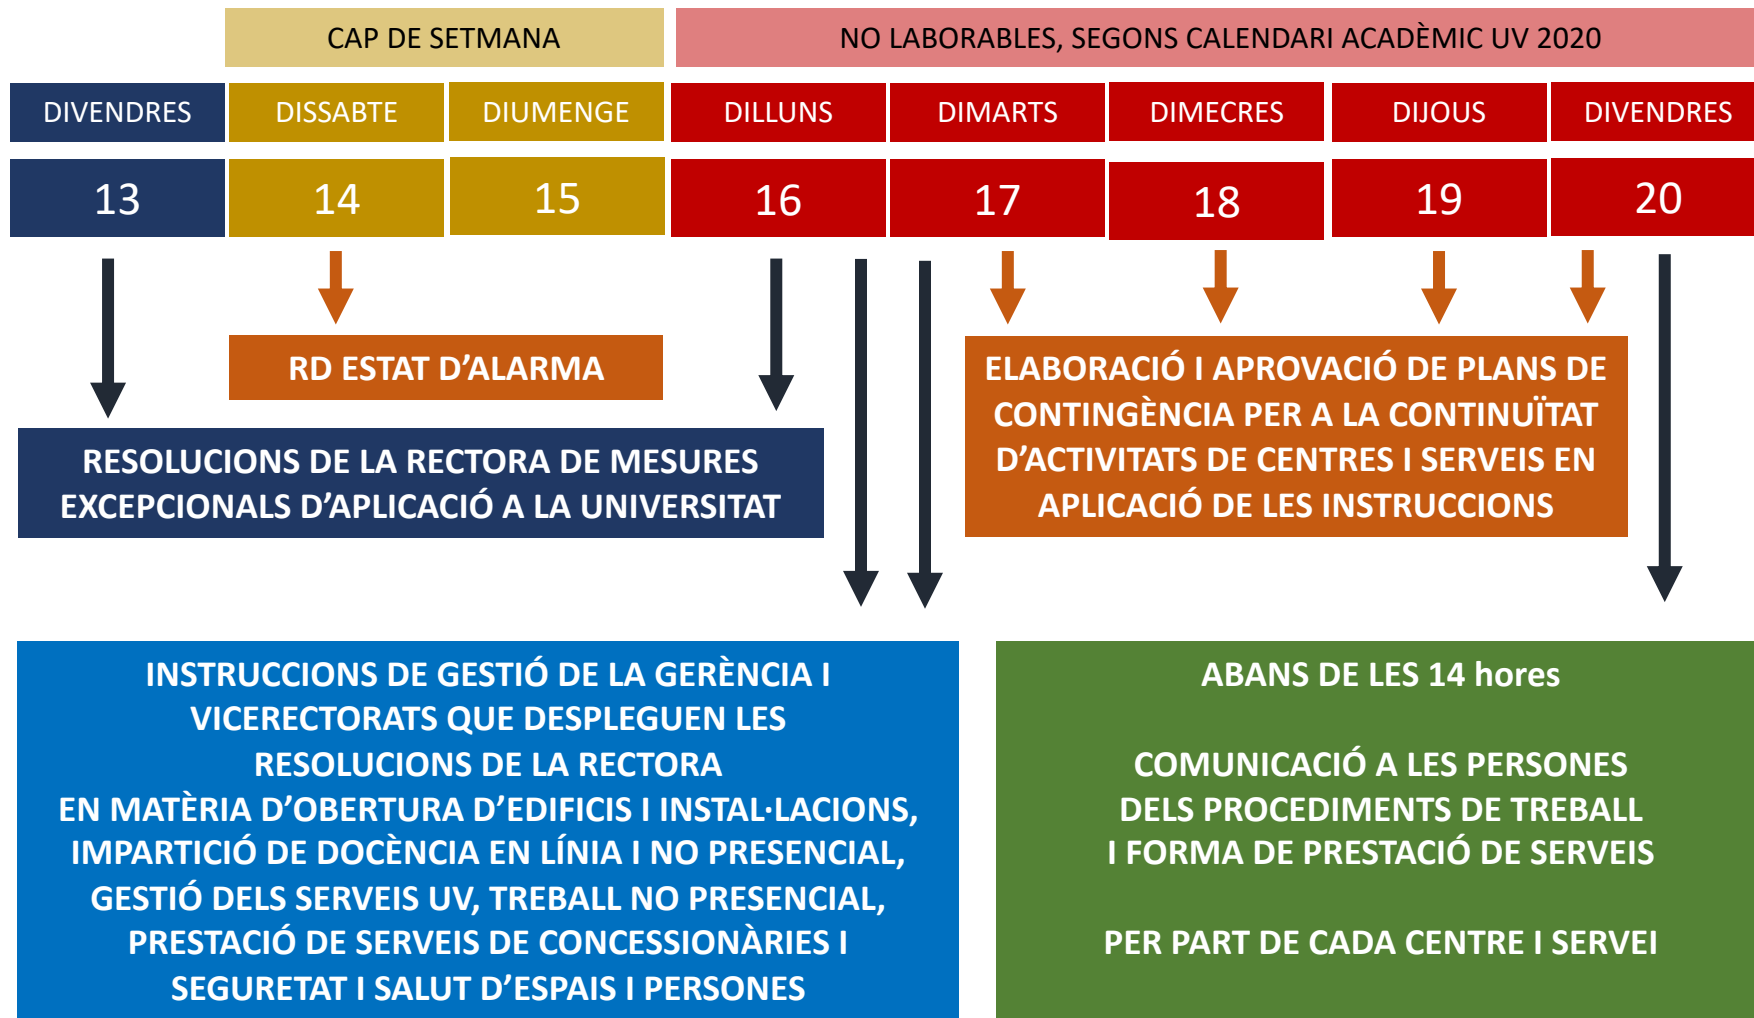 CAP DE SETMANA
NO LABORABLES, SEGONS CALENDARI ACADÈMIC UV 2020
DIVENDRES
DISSABTE
DIUMENGE
DILLUNS
DIMARTS
DIMECRES
DIJOUS
DIVENDRES
13
14
15
16
17
18
19
20
RD ESTAT D’ALARMA
RESOLUCIONS DE LA RECTORA DE MESURES
EXCEPCIONALS D’APLICACIÓ A LA UNIVERSITAT
ELABORACIÓ I APROVACIÓ DE PLANS DE
CONTINGÈNCIA PER A LA CONTINUÏTAT
D’ACTIVITATS DE CENTRES I SERVEIS EN
APLICACIÓ DE LES INSTRUCCIONS
INSTRUCCIONS DE GESTIÓ DE LA GERÈNCIA I
VICERECTORATS QUE DESPLEGUEN LES
RESOLUCIONS DE LA RECTORA
EN MATÈRIA D’OBERTURA D’EDIFICIS I INSTAL·LACIONS,
IMPARTICIÓ DE DOCÈNCIA EN LÍNIA I NO PRESENCIAL,
GESTIÓ DELS SERVEIS UV, TREBALL NO PRESENCIAL,
PRESTACIÓ DE SERVEIS DE CONCESSIONÀRIES I
SEGURETAT I SALUT D’ESPAIS I PERSONES
ABANS DE LES 14 hores
COMUNICACIÓ A LES PERSONES
DELS PROCEDIMENTS DE TREBALL
I FORMA DE PRESTACIÓ DE SERVEIS
PER PART DE CADA CENTRE I SERVEI